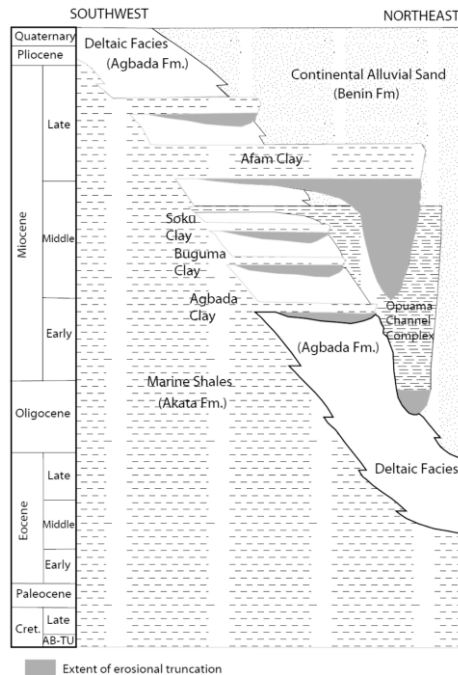 SOUTHWEST NORTHEAST
Quaternary
Pliocene
Deltaic Facies
(Agbada Fm.)
Continental Alluvial Sand
(Benin Fm)
Late
Afam Clay
Miocene
Middle
Soku
Clay
Buguma
Clay
Agbada
Clay
Opuama
Channel
Complex
Early
(Agbada Fm.)
Marine Shales
(Akata Fm.)
Oligocene
Deltaic Facies
Eocene
Late
Middle
Early
Paleocene
Cret.
Late
AB-TU
Extent of erosional truncation